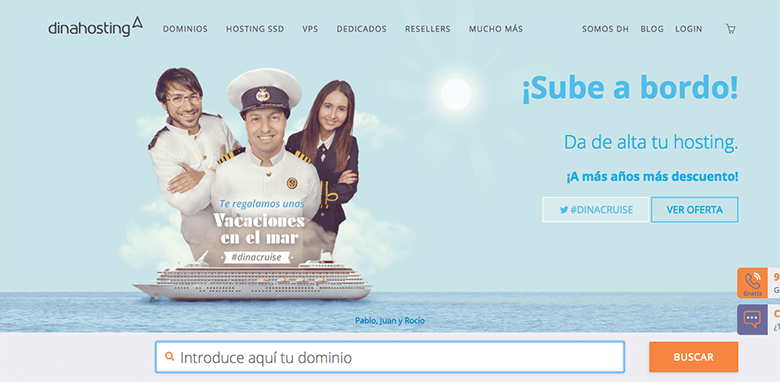 dinahosting
DOMINIOS HOSTING SSD VPS DEDICADOS RESELLERS MUCHO MÁS SOMOS DH BLOG LOGIN
¡Sube a bordo!
Da de alta tu hosting.
¡A más años más descuento!
#DINACRUISE VER OFERTA
Te regalamos unas
Vacaciones
en el mar
#dinacruise
Pablo, Juan y Rocío
Gratis
Introduce aquí tu dominio BUSCAR